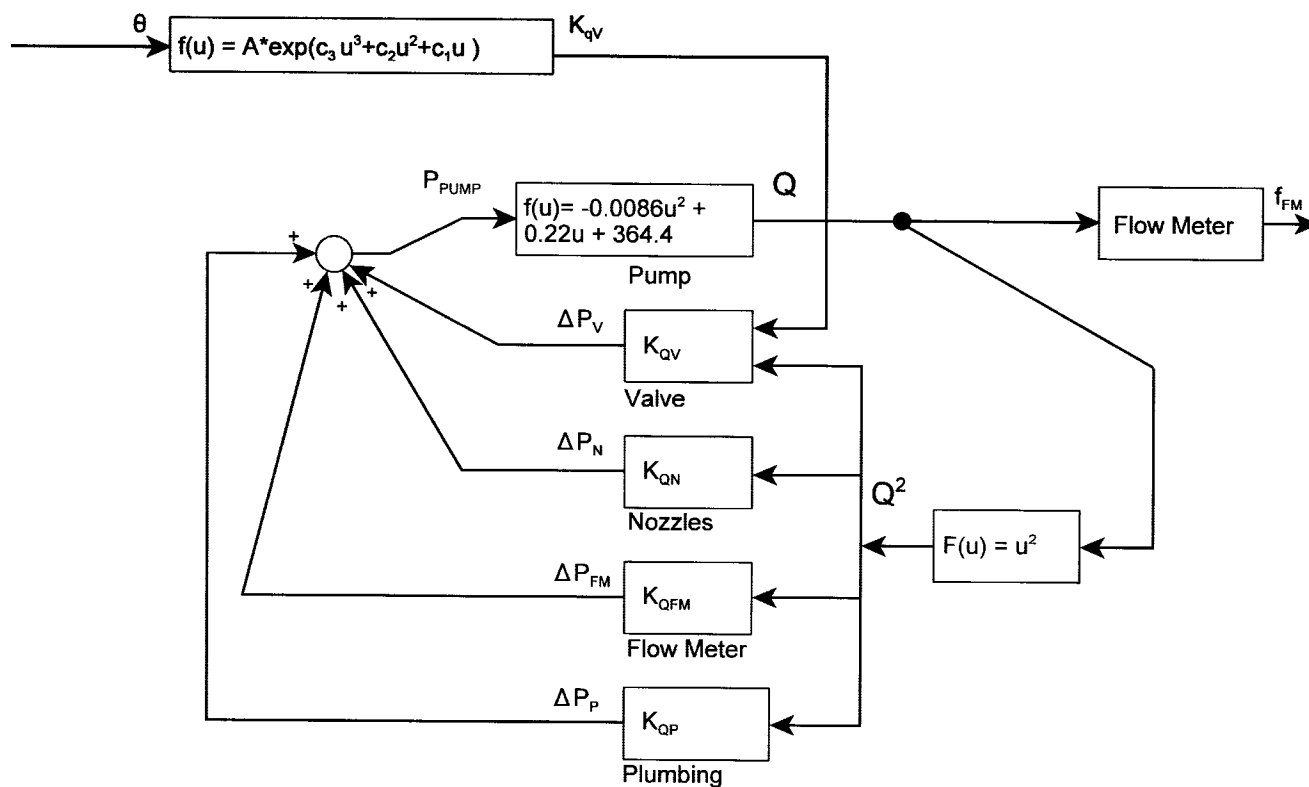 θ
f(u) = A*exp(c₃ u³+c₂u²+c₁u )
K_qV
P_PUMP
f(u)= -0.0086u² +
0.22u + 364.4
Pump
Q
Flow Meter
f_FM
+
+
+
+
ΔP_V
K_QV
Valve
ΔP_N
K_QN
Nozzles
Q²
F(u) = u²
ΔP_FM
K_QFM
Flow Meter
ΔP_P
K_QP
Plumbing